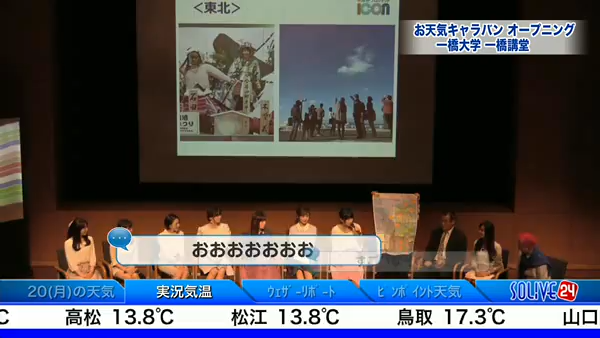 <東北>
icon
お天気キャラバン オープニング
一橋大学 一橋講堂
おおおおおおお
20(月)の天気
実況気温
ウェザーリポート
ピンポイント天気
SOLiVE24
C 高松 13.8℃ 松江 13.8℃ 鳥取 17.3℃ 山口